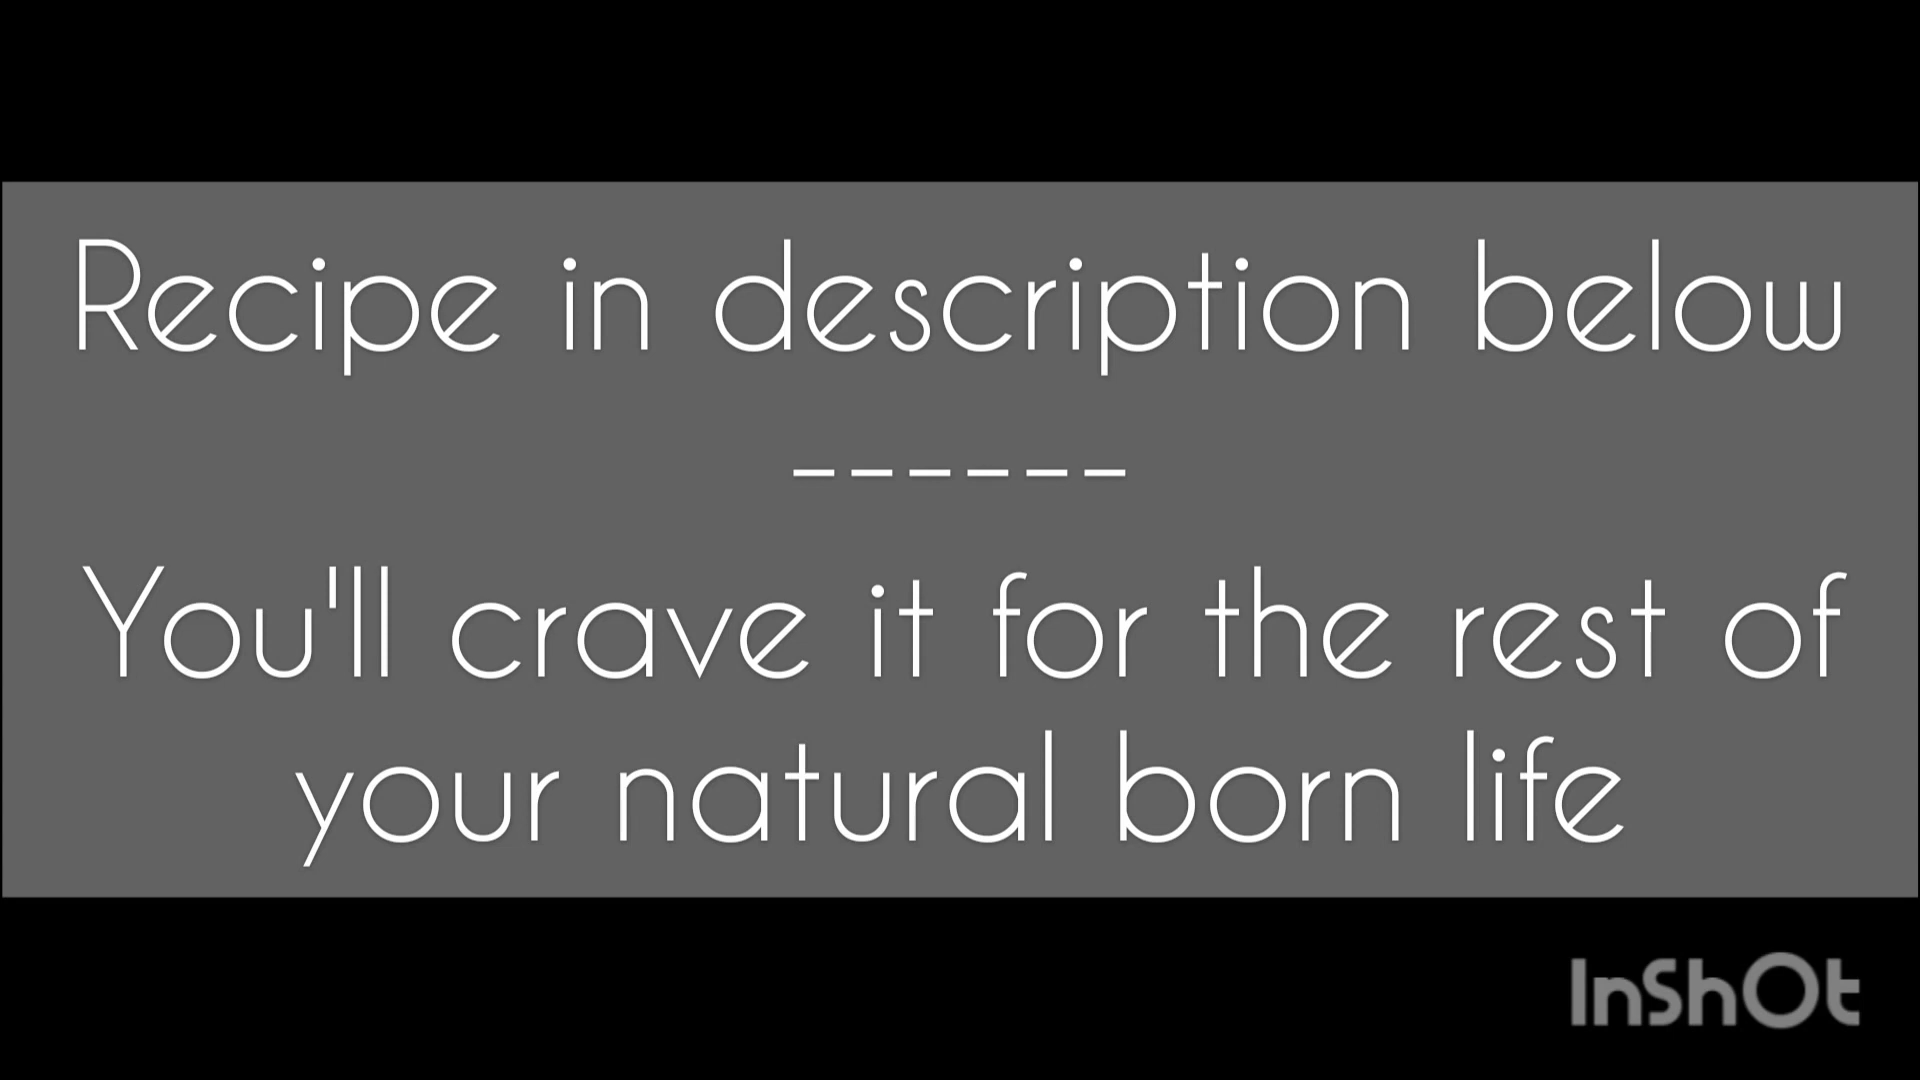 Recipe in description below
------
You'll crave it for the rest of
your natural born life
InShOt